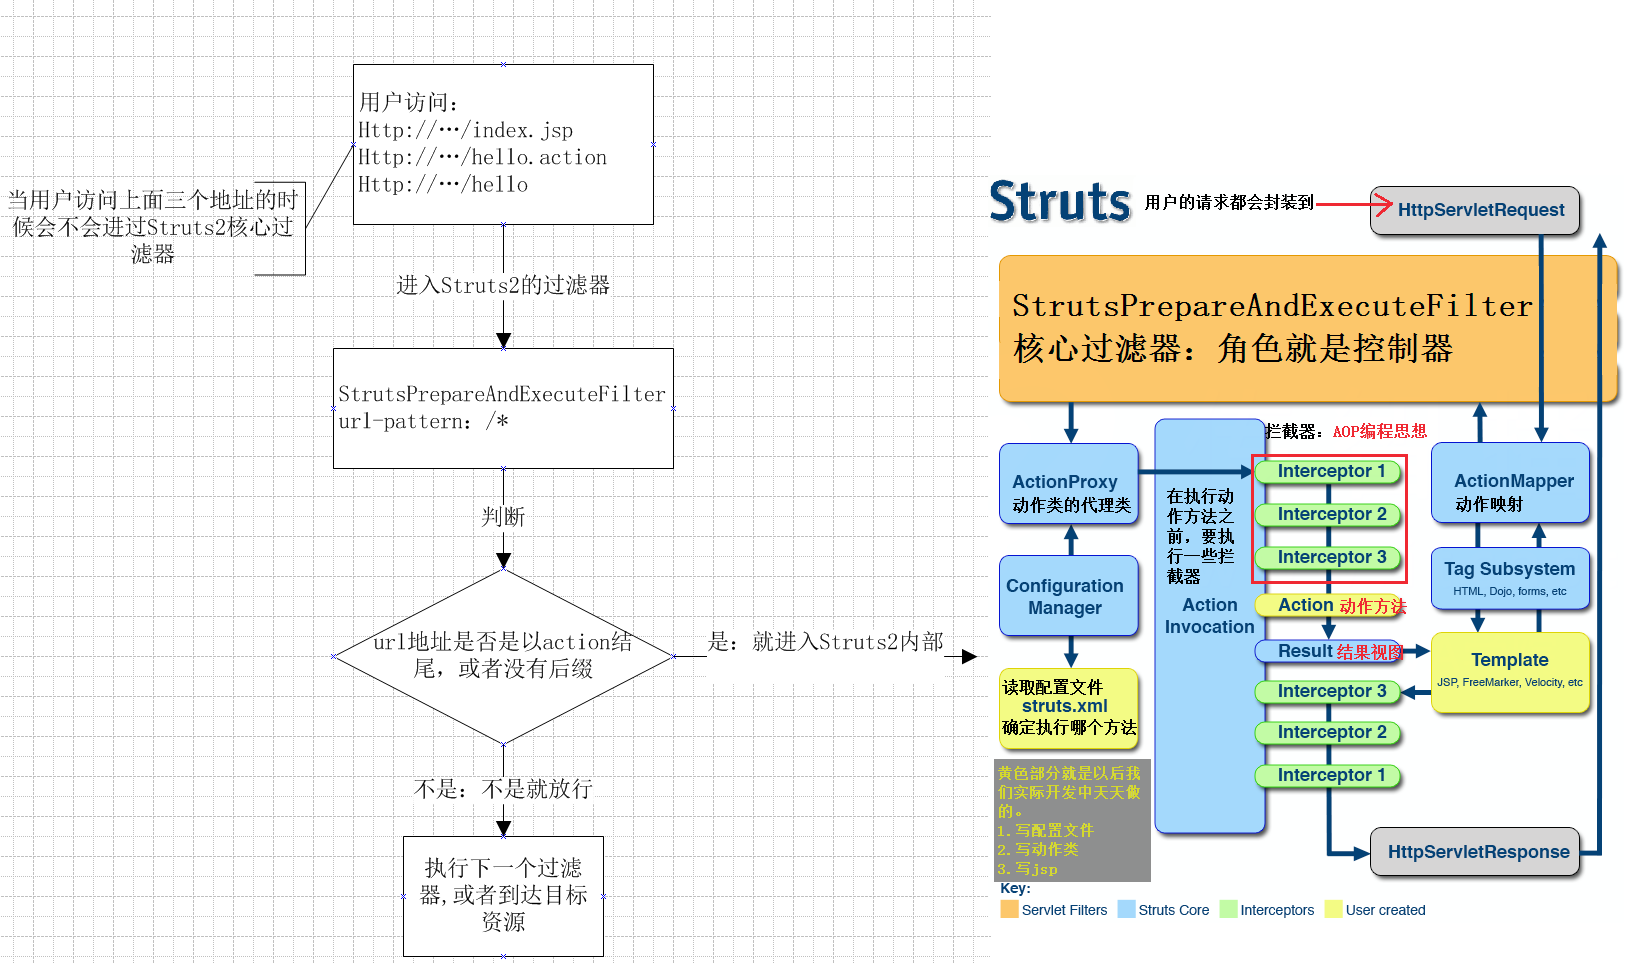 用户访问：
Http://…/index.jsp
Http://…/hello.action
Http://…/hello
当用户访问上面三个地址的时
候会不会进过Struts2核心过
滤器
进入Struts2的过滤器
StrutsPrepareAndExecuteFilter
url-pattern：/*
判断
url地址是否是以action结
尾，或者没有后缀
是：就进入Struts2内部
不是：不是就放行
执行下一个过滤
器,或者到达目标
资源
Struts
用户的请求都会封装到
HttpServletRequest
StrutsPrepareAndExecuteFilter
核心过滤器：角色就是控制器
拦截器：AOP编程思想
ActionProxy
动作类的代理类
Configuration
Manager
读取配置文件
struts.xml
确定执行哪个方法
在执行动
作方法之
前，要执
行一些拦
截器
Action
Invocation
Interceptor 1
Interceptor 2
Interceptor 3
Action 动作方法
Result 结果视图
Interceptor 3
Interceptor 2
Interceptor 1
ActionMapper
动作映射
Tag Subsystem
HTML, Dojo, forms, etc
Template
JSP, FreeMarker, Velocity, etc
HttpServletResponse
黄色部分就是以后我
们实际开发中天天做
的。
1.写配置文件
2.写动作类
3.写jsp
Key:
Servlet Filters
Struts Core
Interceptors
User created